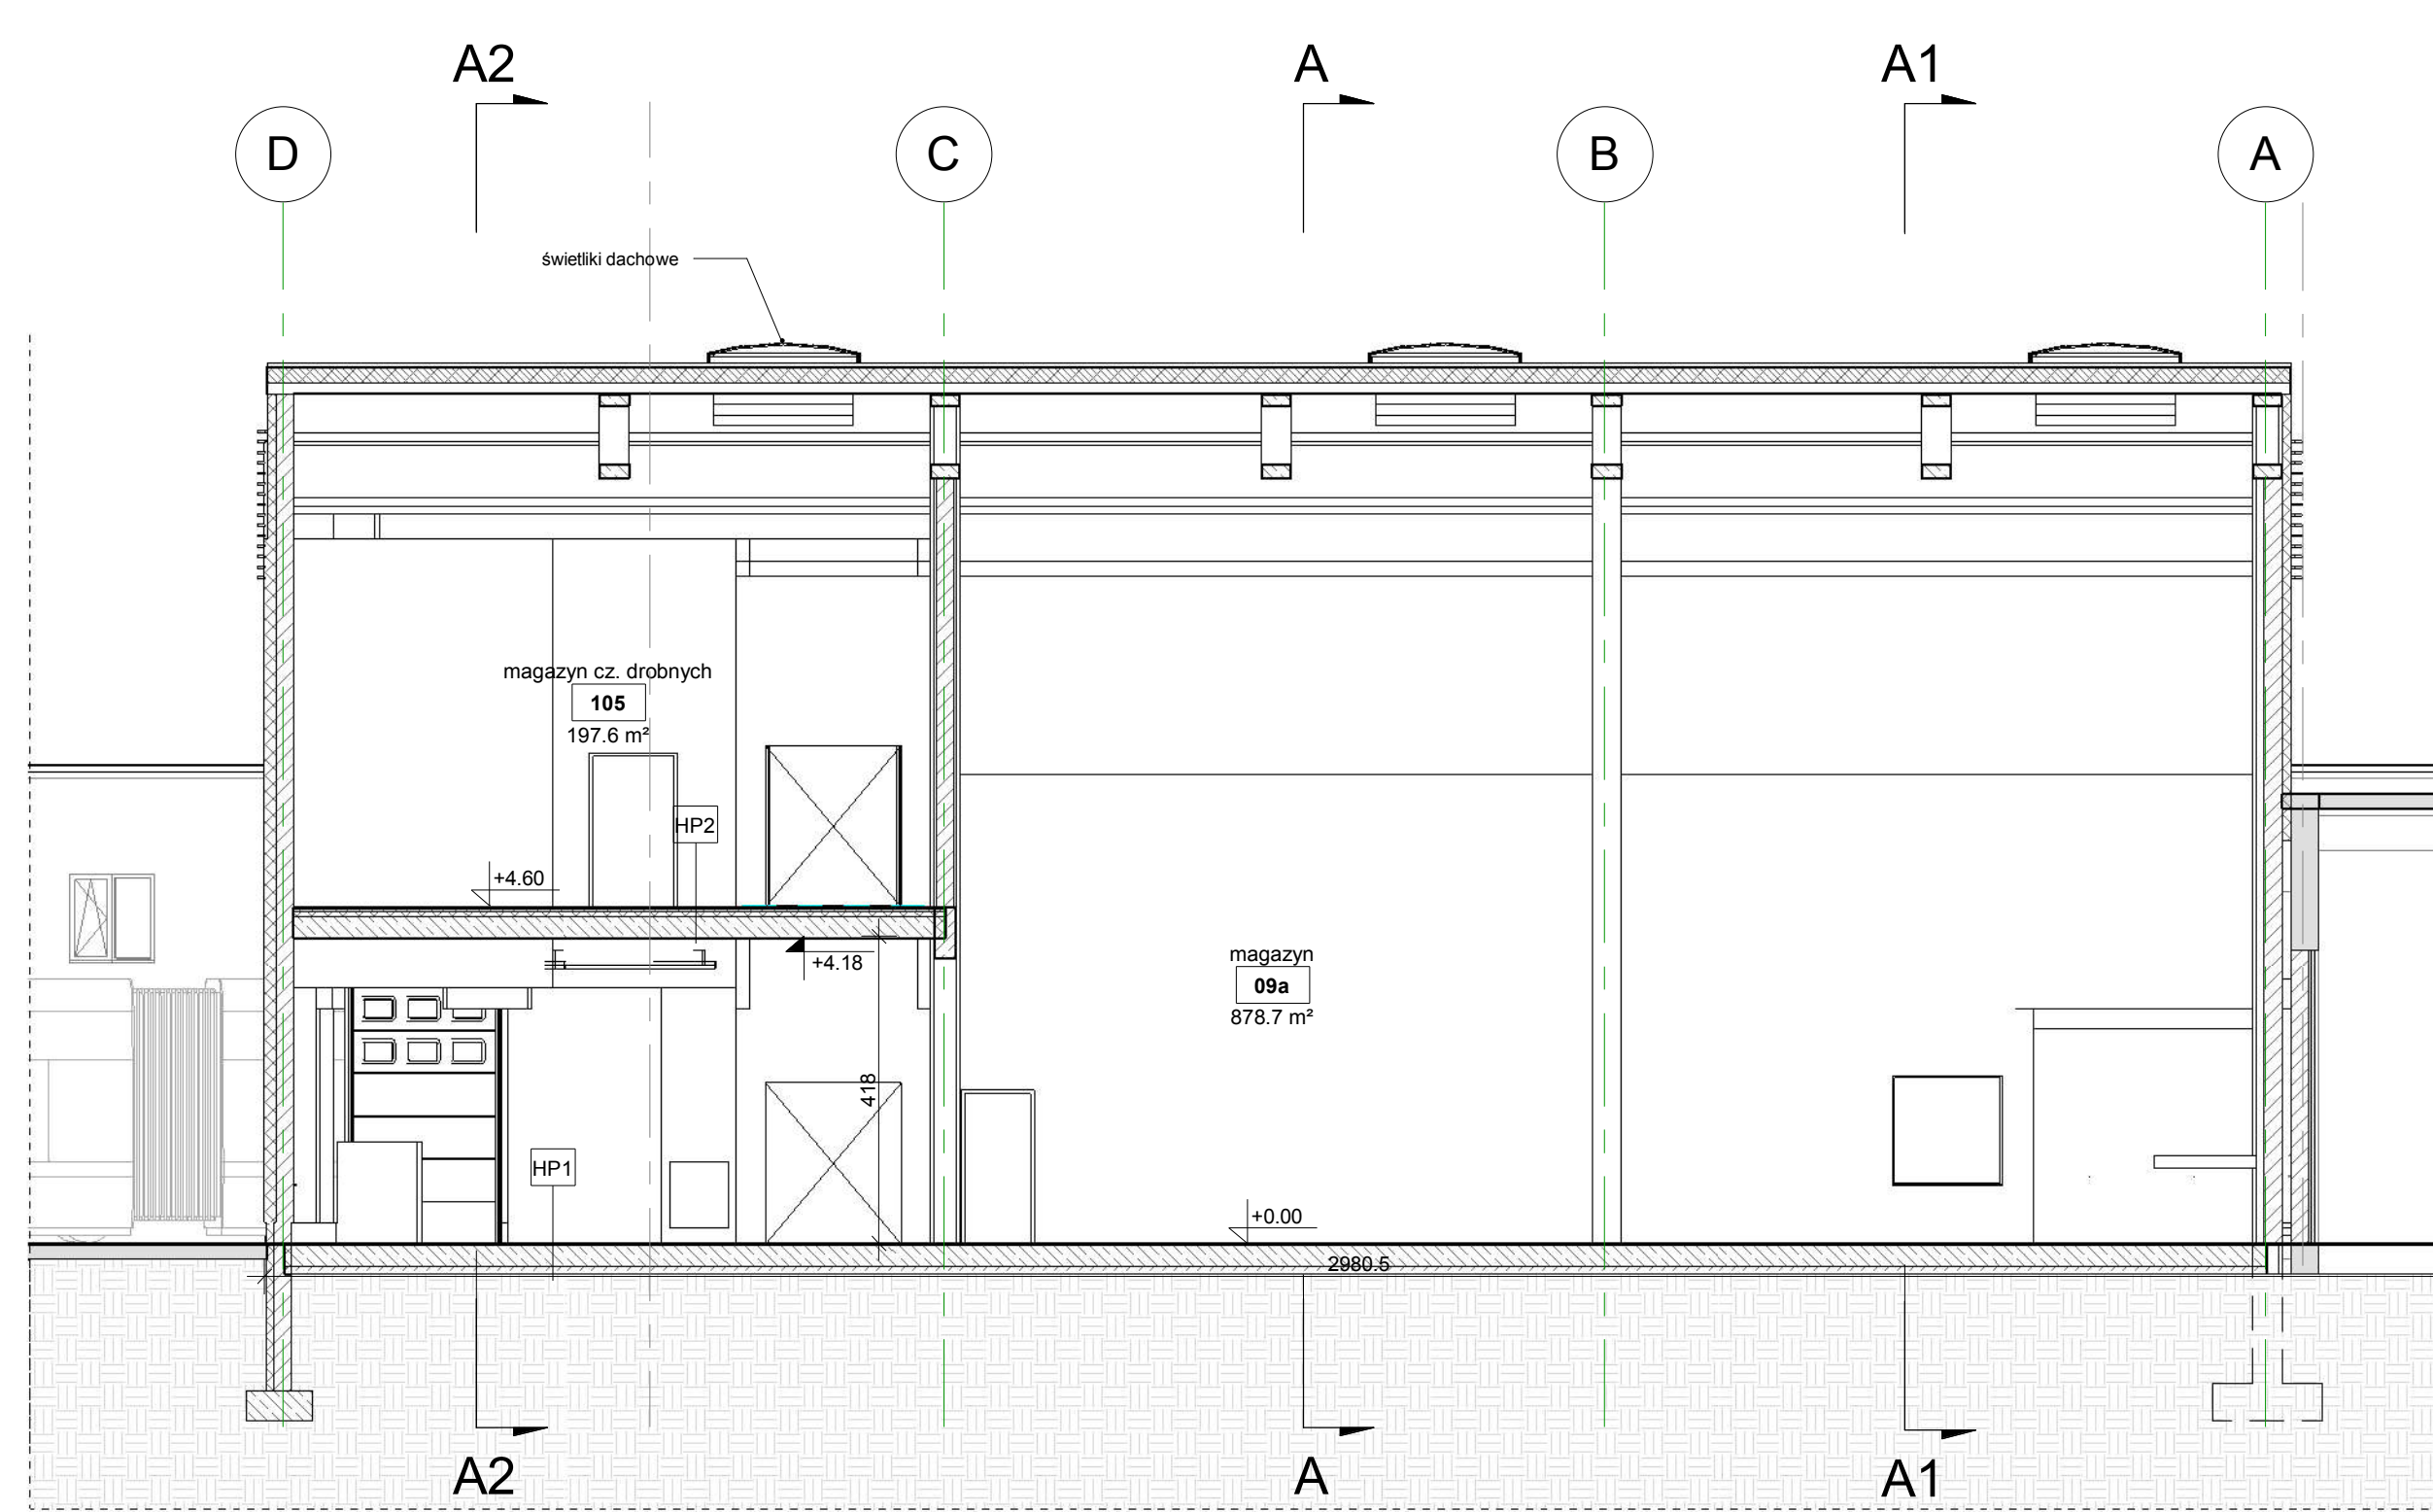 A2
A
A1
D
C
B
A
świetliki dachowe
magazyn cz. drobnych
105
197.6 m²
HP2
+4.60
+4.18
magazyn
09a
878.7 m²
418
HP1
+0.00
2980.5
A2
A
A1